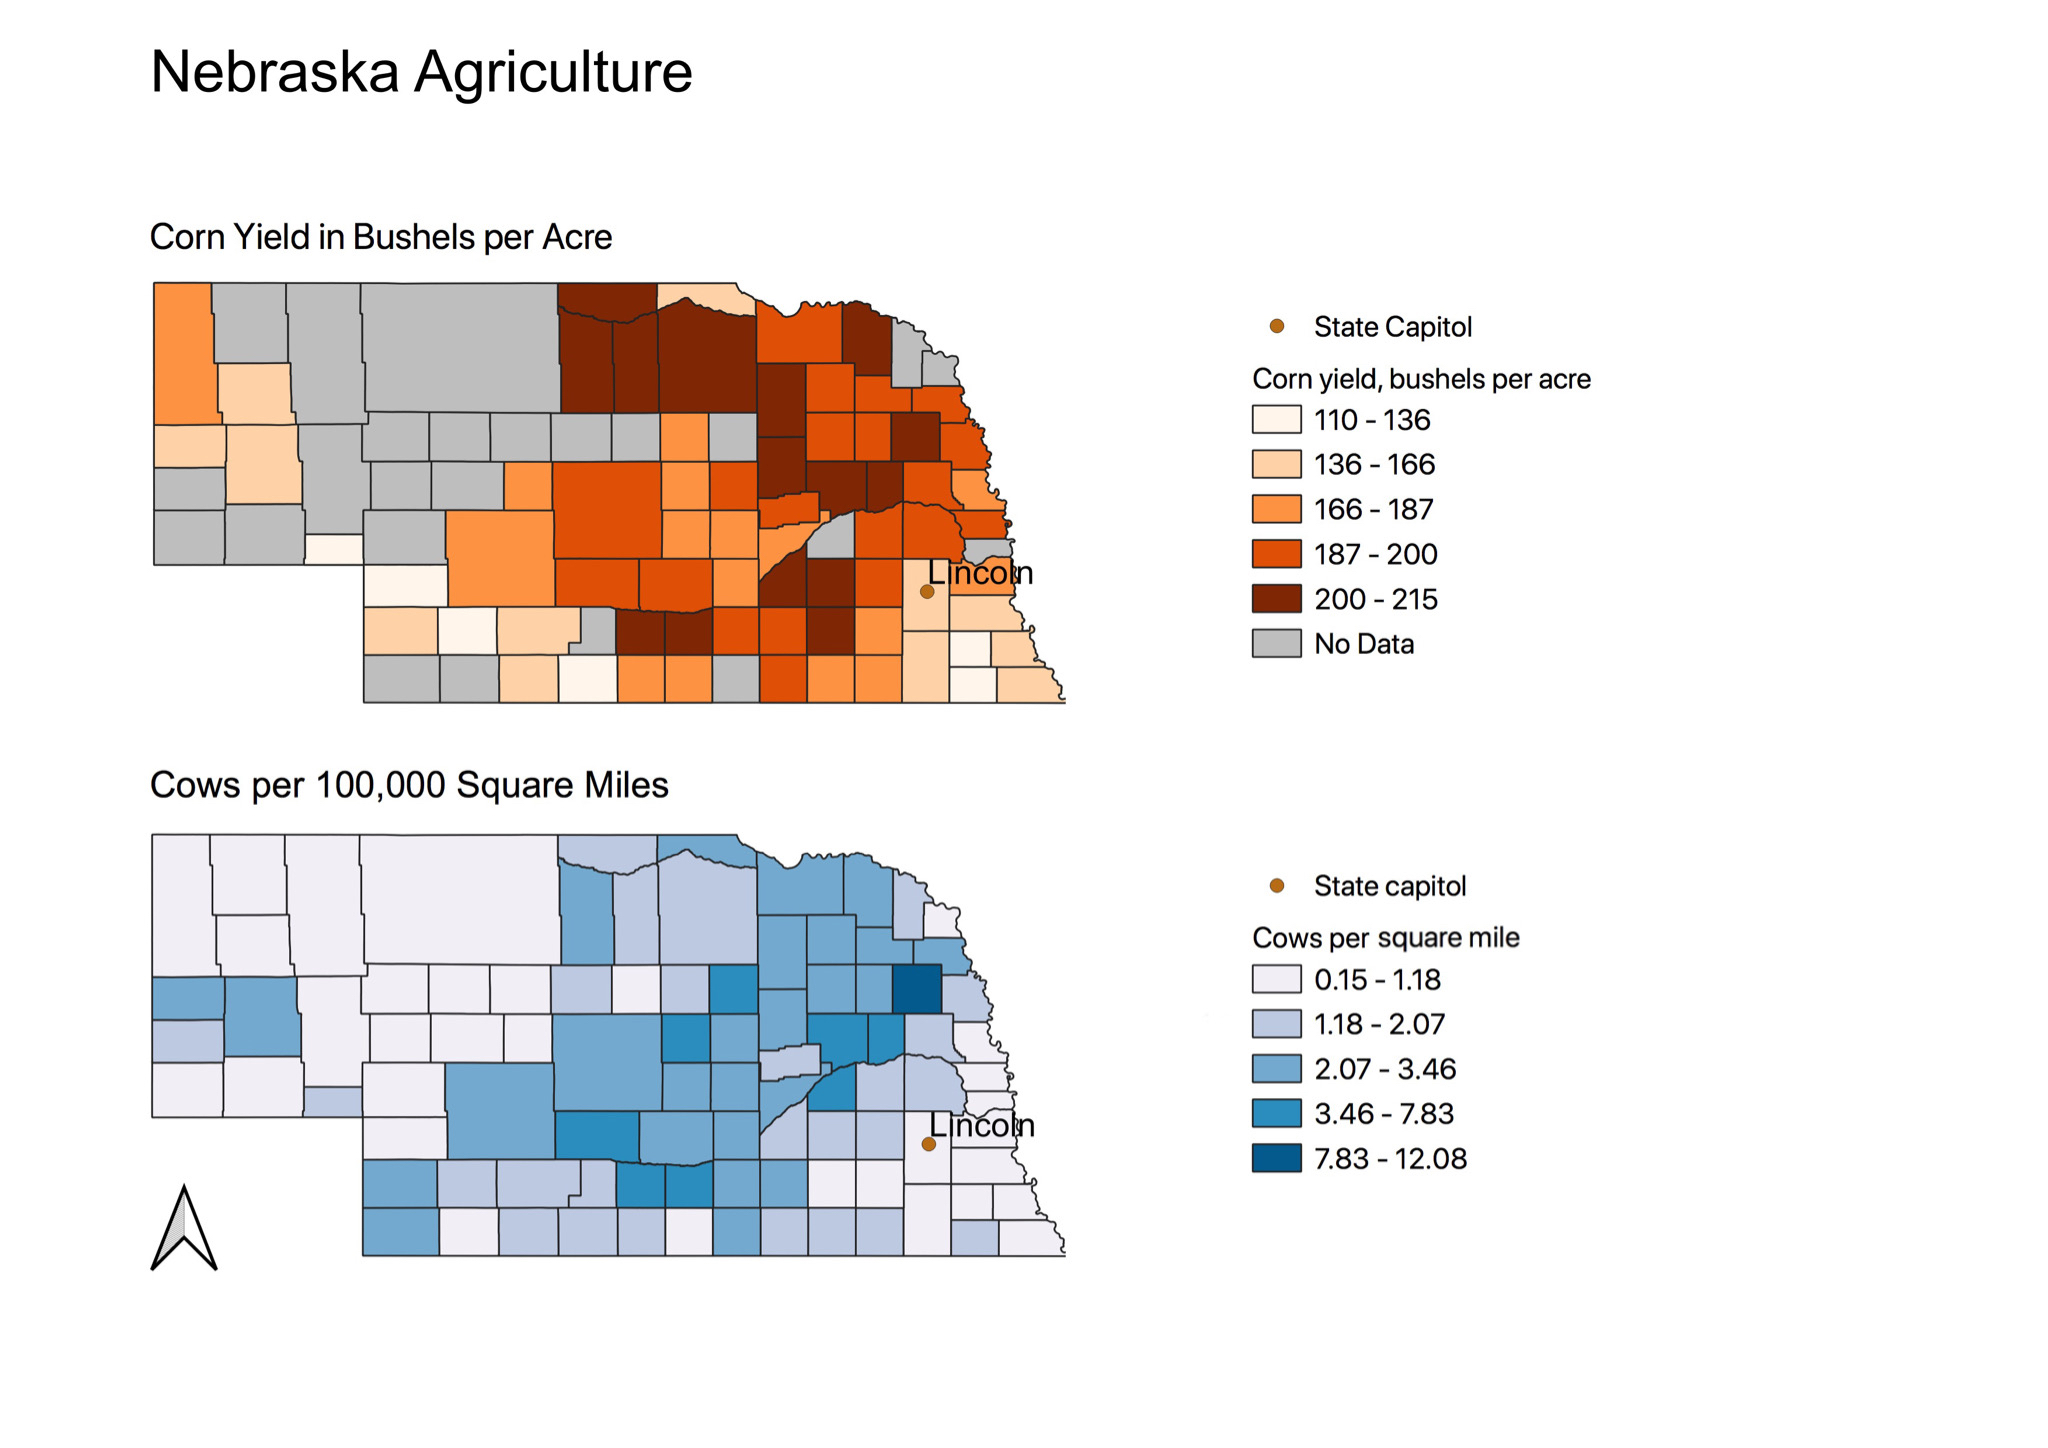 Nebraska Agriculture
Corn Yield in Bushels per Acre
State Capitol
Corn yield, bushels per acre
110 - 136
136 - 166
166 - 187
187 - 200
200 - 215
No Data
Lincoln
Cows per 100,000 Square Miles
State capitol
Cows per square mile
0.15 - 1.18
1.18 - 2.07
2.07 - 3.46
3.46 - 7.83
7.83 - 12.08
Lincoln